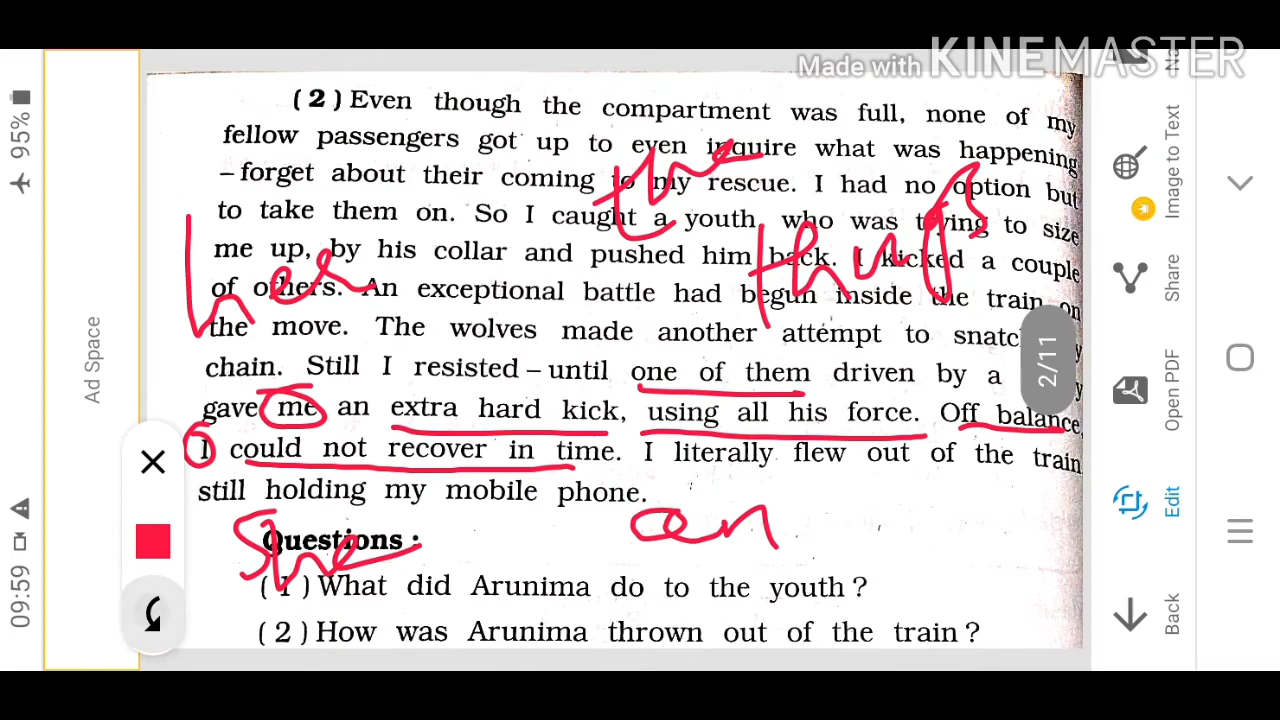 Made with KINEMASTER
(2) Even though the compartment was full, none of my
fellow passengers got up to even inquire what was happening
– forget about their coming to my rescue. I had no option but
to take them on. So I caught a youth, who was trying to size
me up, by his collar and pushed him back. I kicked a couple
of others. An exceptional battle had begun inside the train on
the move. The wolves made another attempt to
chain. Still I resisted – until one of them driven by a
gave me an extra hard kick, using all his force. Off balance,
I could not recover in time. I literally flew out of the train
still holding my mobile phone.
Questions :
(1) What did Arunima do to the youth?
(2) How was Arunima thrown out of the train?
the
thugs
her
She
an
09:59
95%
Ad Space
2/11
Image to Text
Share
Open PDF
Edit
Back